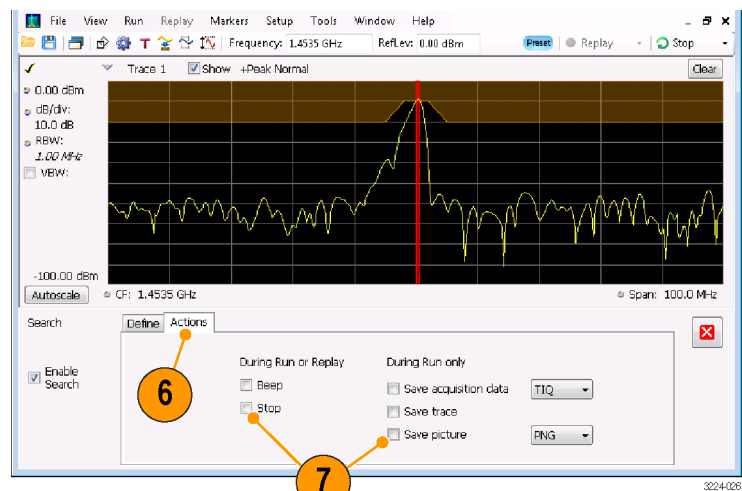 File View Run Replay Markers Setup Tools Window Help
T Frequency: 1.4535 GHz RefLev: 0.00 dBm Preset Replay Stop
Trace 1 Show +Peak Normal Clear
0.00 dBm
dB/div:
10.0 dB
RBW:
1.00 MHz
VBW:
-100.00 dBm
Autoscale CF: 1.4535 GHz Span: 100.0 MHz
Search Define Actions
During Run or Replay During Run only
Enable
Search
Beep Save acquisition data TIQ
6
Stop Save trace
Save picture PNG
7
3224-026